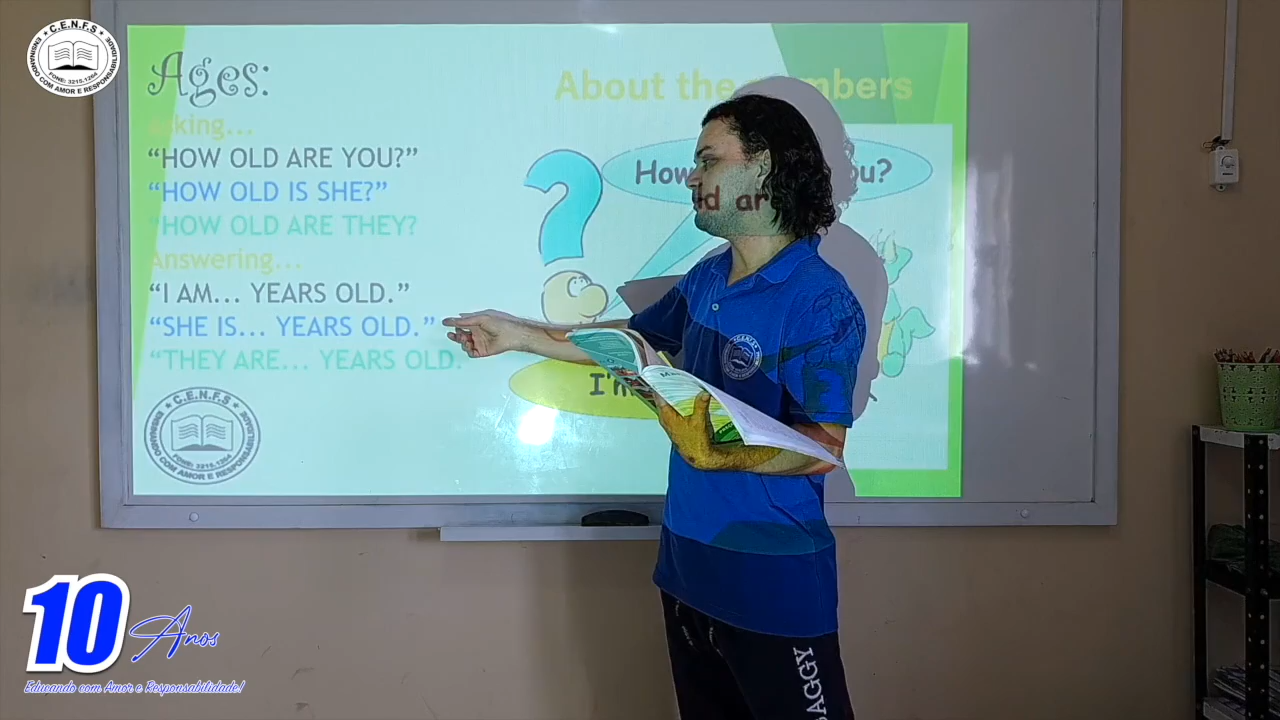 C.E.N.F.S
ENSINANDO COM AMOR E RESPONSABILIDADE
FONE: 3215.1264
Ages:
About the
Asking...
"HOW OLD ARE YOU?"
"HOW OLD IS SHE?"
"HOW OLD ARE THEY?
Answering...
"I AM... YEARS OLD."
"SHE IS... YEARS OLD."
"THEY ARE... YEARS OLD.
How
are
I'm
C.E.N.F.S
ENSINANDO COM AMOR E RESPONSABILIDADE
FONE: 3215.1264
C.E.N.F.S
BAGGY
10 Anos
Educando com Amor e Responsabilidade!